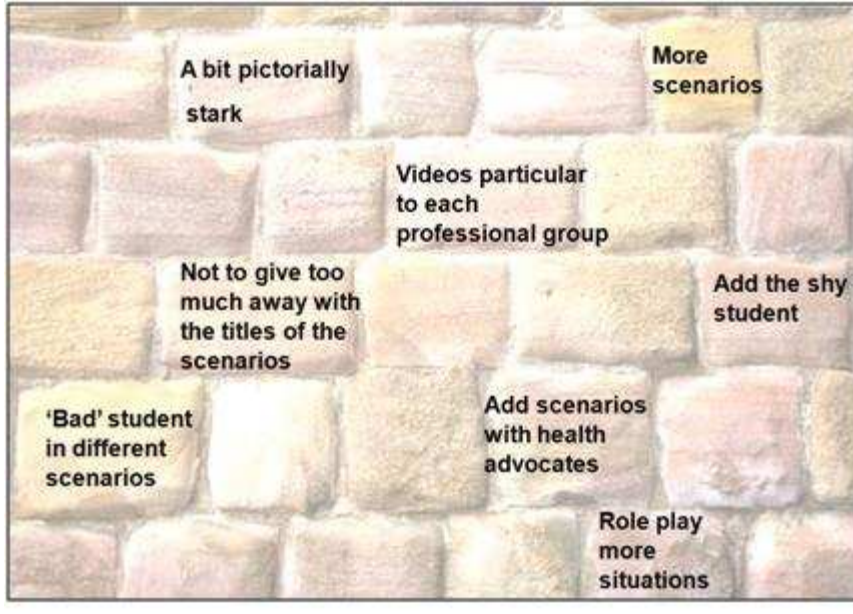 A bit pictorially
stark
More
scenarios
Videos particular
to each
professional group
Not to give too
much away with
the titles of the
scenarios
Add the shy
student
‘Bad’ student
in different
scenarios
Add scenarios
with health
advocates
Role play
more
situations